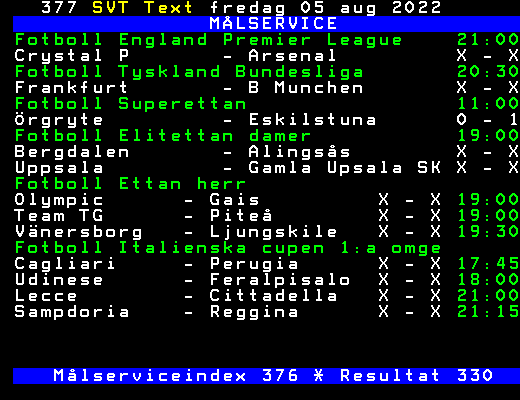 377 SVT Text fredag 05 aug 2022
MÅLSERVICE
Fotboll England Premier League 21:00
Crystal P - Arsenal X - X
Fotboll Tyskland Bundesliga 20:30
Frankfurt - B Munchen X - X
Fotboll Superettan 11:00
Örgryte - Eskilstuna 0 - 1
Fotboll Elitettan damer 19:00
Bergdalen - Alingsås X - X
Uppsala - Gamla Upsala SK X - X
Fotboll Ettan herr
Olympic - Gais X - X 19:00
Team TG - Piteå X - X 19:00
Vänersborg - Ljungskile X - X 19:30
Fotboll Italienska cupen 1:a omge
Cagliari - Perugia X - X 17:45
Udinese - Feralpisalo X - X 18:00
Lecce - Cittadella X - X 21:00
Sampdoria - Reggina X - X 21:15
Målserviceindex 376 * Resultat 330